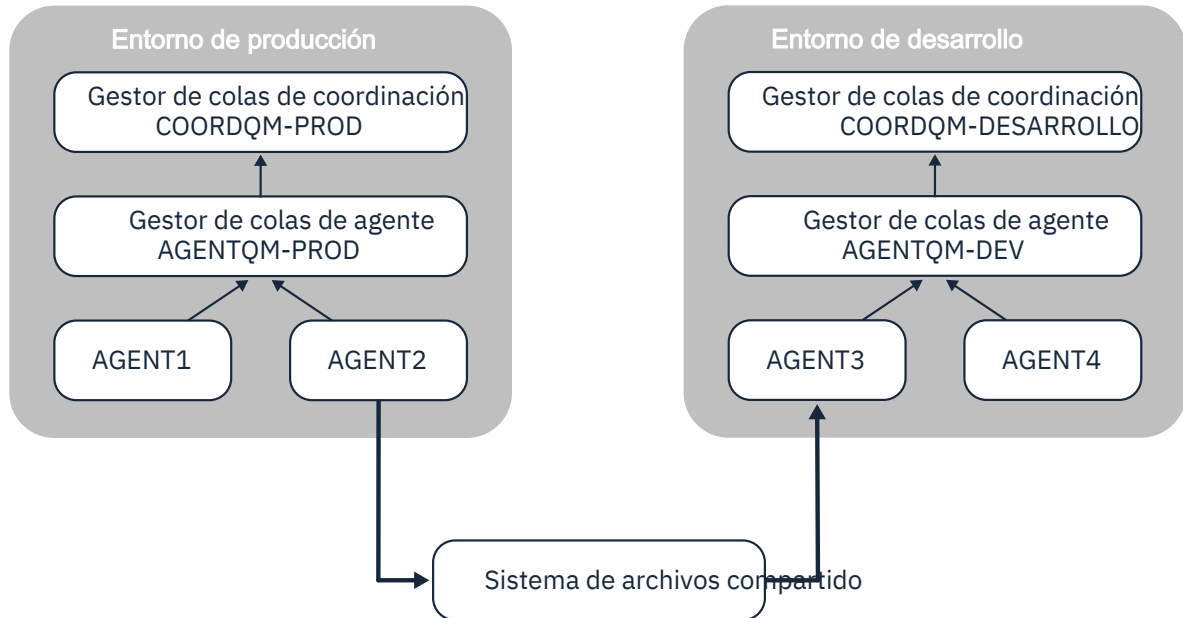 Entorno de producción
Gestor de colas de coordinación
COORDQM-PROD
Gestor de colas de agente
AGENTQM-PROD
AGENT1
AGENT2
Entorno de desarrollo
Gestor de colas de coordinación
COORDQM-DESARROLLO
Gestor de colas de agente
AGENTQM-DEV
AGENT3
AGENT4
Sistema de archivos compartido